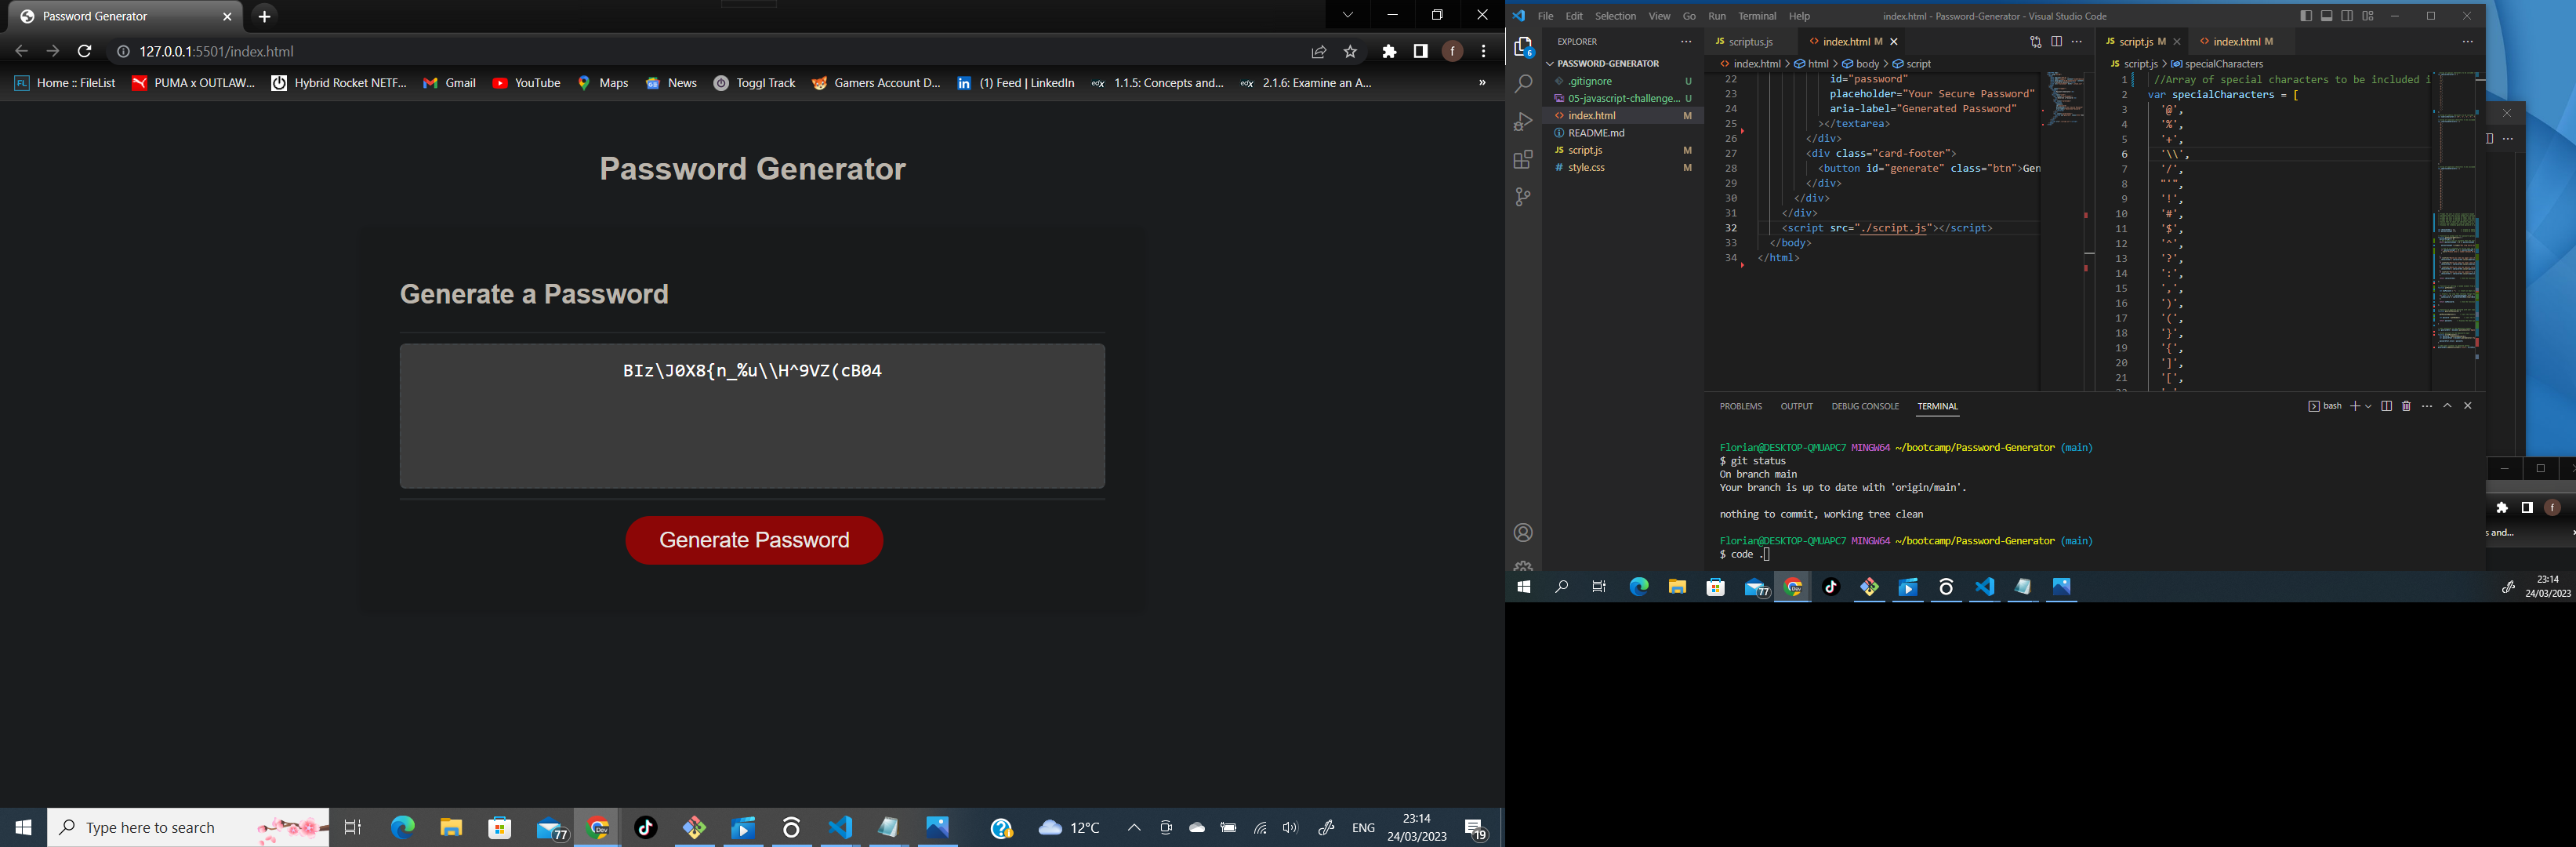 Password Generator
127.0.0.1:5501/index.html
Home :: FileList PUMA x OUTLAW... Hybrid Rocket NETF... Gmail YouTube Maps News Toggl Track Gamers Account D... (1) Feed | LinkedIn 1.1.5: Concepts and... 2.1.6: Examine an A... »
Password Generator
Generate a Password
BIz\J0X8{n_%u\\H^9VZ(cB04
Generate Password
Type here to search
77
12°C
ENG
23:14
24/03/2023
19
File Edit Selection View Go Run Terminal Help
index.html - Password-Generator - Visual Studio Code
6
EXPLORER
PASSWORD-GENERATOR
.gitignore U
05-javascript-challenge... U
index.html M
README.md
JS script.js M
# style.css M
JS scriptus.js
index.html M
index.html > html > body > script
22 id="password"
23 placeholder="Your Secure Password"
24 aria-label="Generated Password"
25 ></textarea>
26 </div>
27 <div class="card-footer">
28 <button id="generate" class="btn">Gen
29 </div>
30 </div>
31 </div>
32 <script src="./script.js"></script>
33 </body>
34 </html>
JS script.js M
index.html M
JS script.js > specialCharacters
1 //Array of special characters to be included i
2 var specialCharacters = [
3 '@',
4 '%',
5 '+',
6 '\\',
7 '/',
8 "'",
9 '!',
10 '#',
11 '$',
12 '^',
13 '?',
14 ':',
15 ',',
16 ')',
17 '(',
18 '}',
19 '{',
20 ']',
21 '[',
PROBLEMS OUTPUT DEBUG CONSOLE TERMINAL
bash
Florian@DESKTOP-QMUAPC7 MINGW64 ~/bootcamp/Password-Generator (main)
$ git status
On branch main
Your branch is up to date with 'origin/main'.
nothing to commit, working tree clean
Florian@DESKTOP-QMUAPC7 MINGW64 ~/bootcamp/Password-Generator (main)
$ code .
s and...
77
23:14
24/03/2023